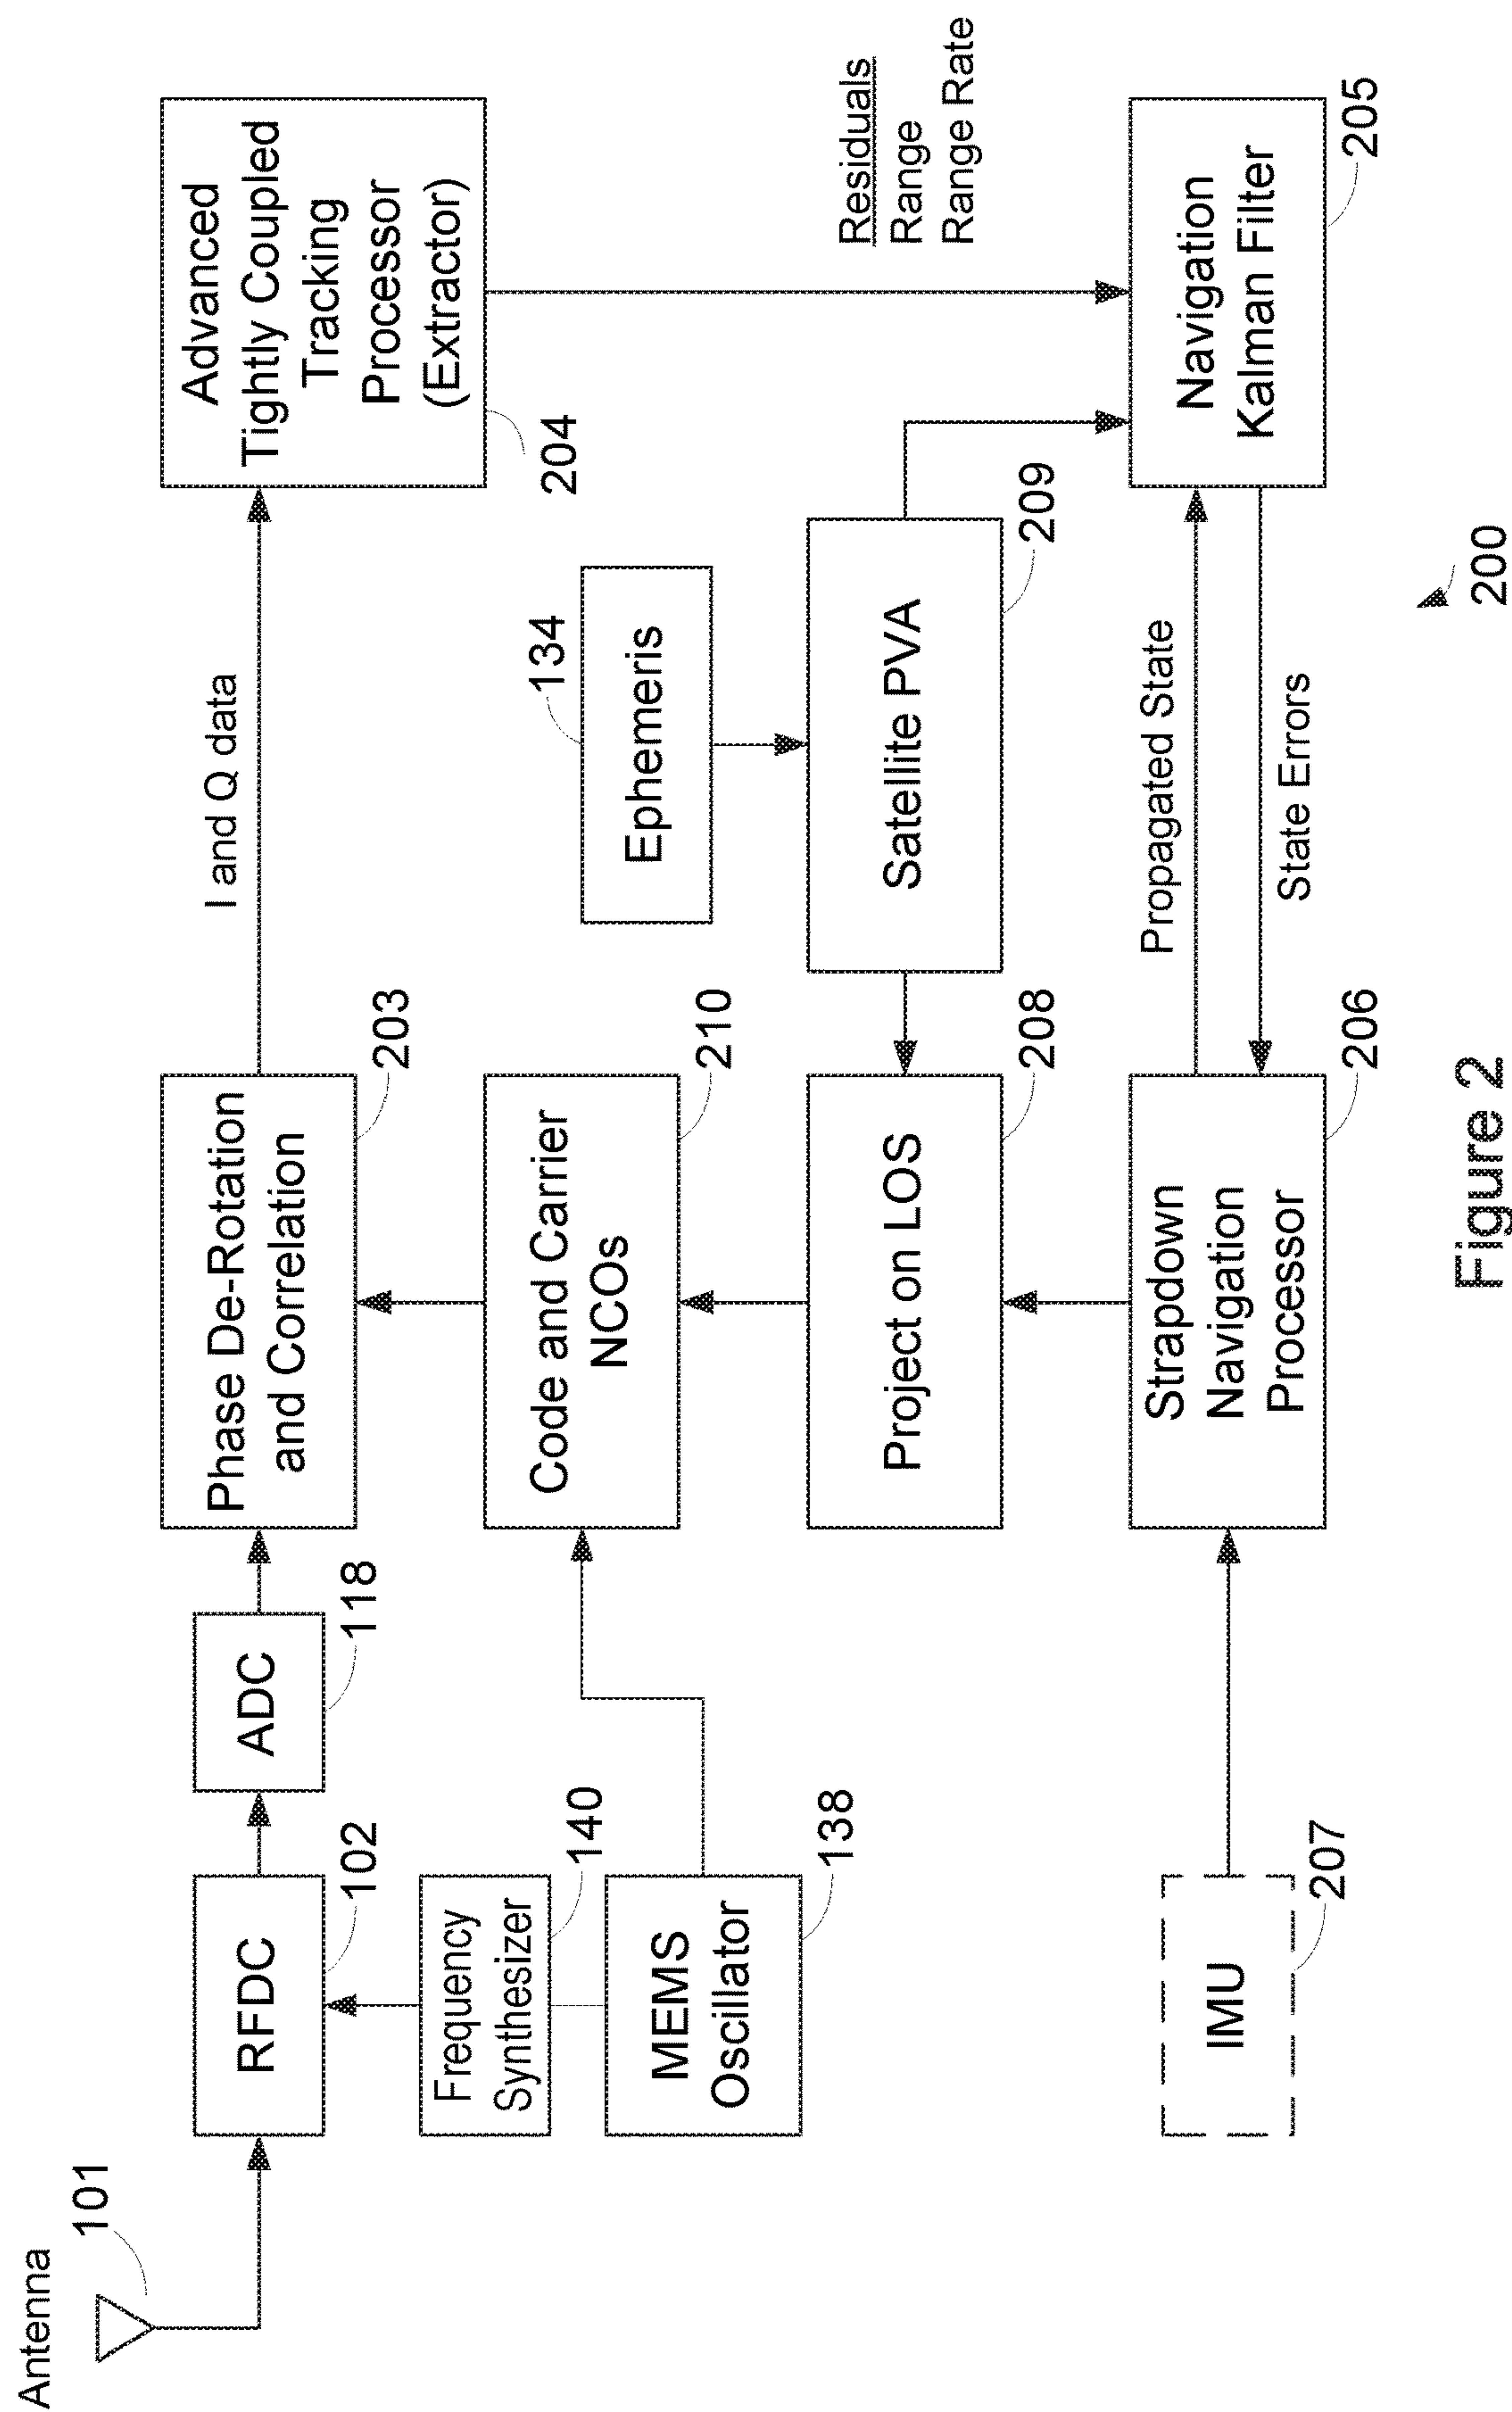 Antenna
101
RFDC
102
ADC
118
Phase De-Rotation
and Correlation
203
I and Q data
Advanced
Tightly Coupled
Tracking
Processor
(Extractor)
204
Frequency
Synthesizer
140
MEMS
Oscillator
138
Code and Carrier
NCOs
210
Ephemeris
134
Project on LOS
208
Satellite PVA
209
Residuals
Range
Range Rate
IMU
207
Strapdown
Navigation
Processor
206
Propagated State
State Errors
Navigation
Kalman Filter
205
200
Figure 2